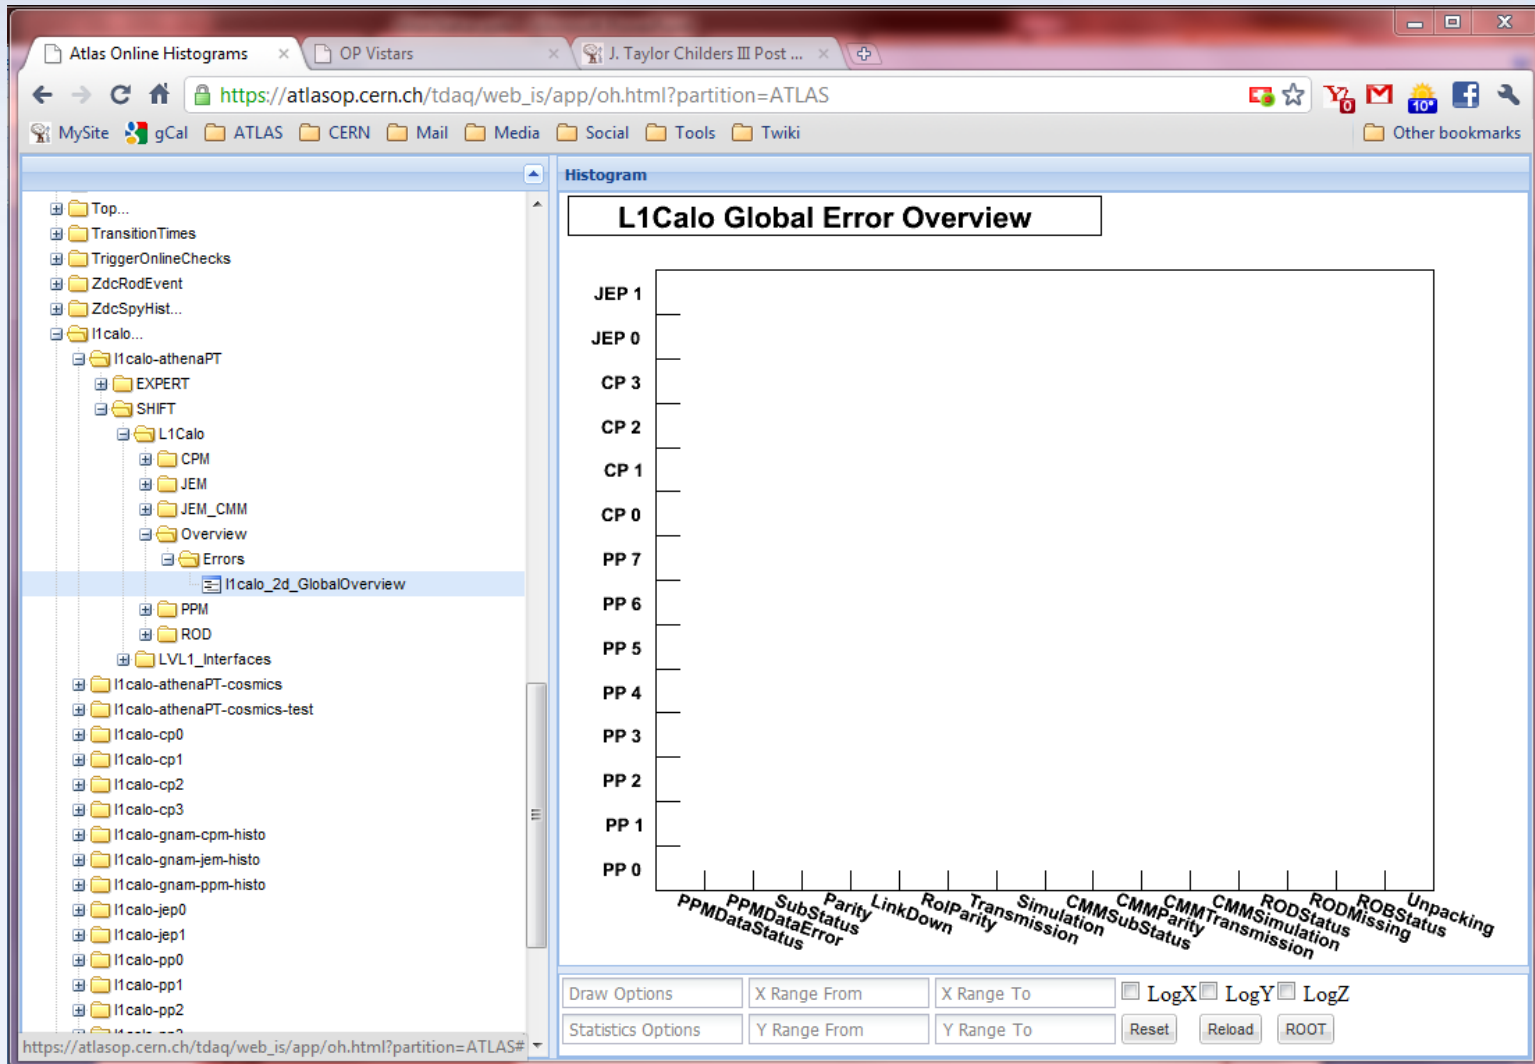 Atlas Online Histograms
OP Vistars
J. Taylor Childers III Post ...
https://atlasop.cern.ch/tdaq/web_is/app/oh.html?partition=ATLAS
0
10°
MySite gCal ATLAS CERN Mail Media Social Tools Twiki Other bookmarks
Histogram
Top...
TransitionTimes
TriggerOnlineChecks
ZdcRodEvent
ZdcSpyHist...
l1calo...
l1calo-athenaPT
EXPERT
SHIFT
L1Calo
CPM
JEM
JEM_CMM
Overview
Errors
l1calo_2d_GlobalOverview
PPM
ROD
LVL1_Interfaces
l1calo-athenaPT-cosmics
l1calo-athenaPT-cosmics-test
l1calo-cp0
l1calo-cp1
l1calo-cp2
l1calo-cp3
l1calo-gnam-cpm-histo
l1calo-gnam-jem-histo
l1calo-gnam-ppm-histo
l1calo-jep0
l1calo-jep1
l1calo-pp0
l1calo-pp1
l1calo-pp2
https://atlasop.cern.ch/tdaq/web_is/app/oh.html?partition=ATLAS#
L1Calo Global Error Overview
JEP 1
JEP 0
CP 3
CP 2
CP 1
CP 0
PP 7
PP 6
PP 5
PP 4
PP 3
PP 2
PP 1
PP 0
PPMDataStatus
PPMDataError
SubStatus
Parity
LinkDown
RoIParity
Transmission
Simulation
CMMSubStatus
CMMParity
CMMTransmission
CMMSimulation
RODStatus
RODMissing
ROBStatus
Unpacking
Draw Options X Range From X Range To LogX LogY LogZ
Statistics Options Y Range From Y Range To Reset Reload ROOT